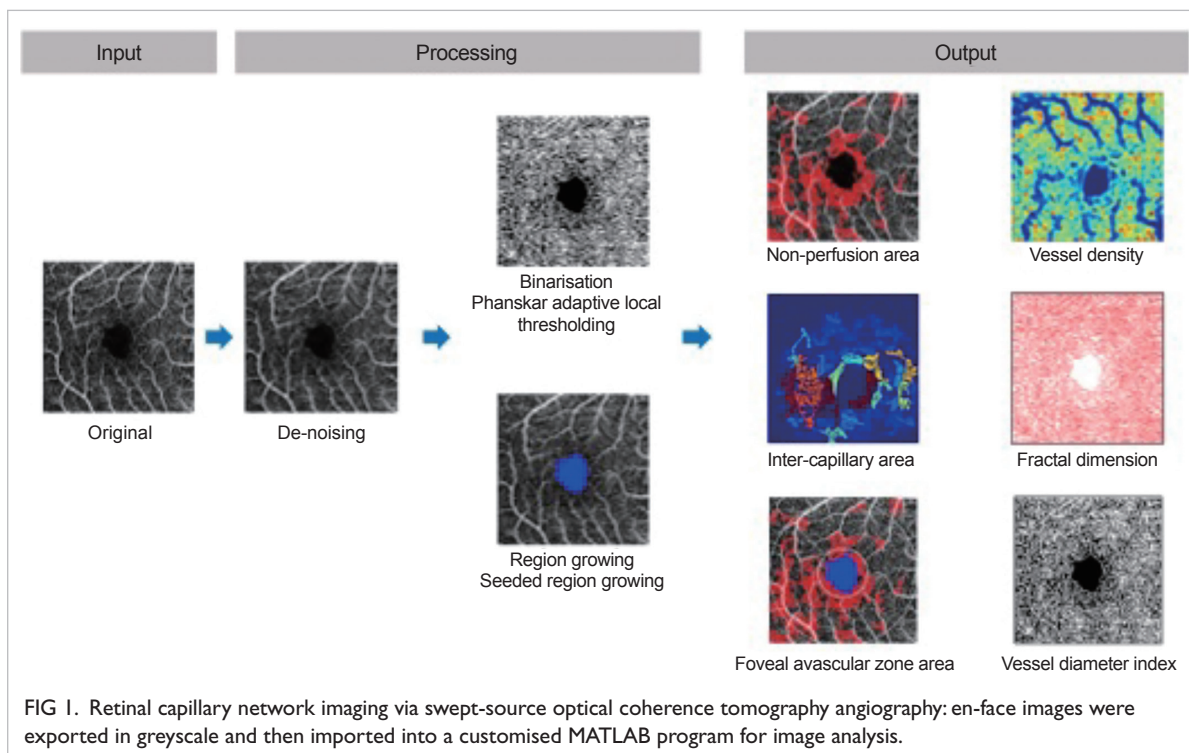 Input
Processing
Output
Original
De-noising
Binarisation
Phanskar adaptive local
thresholding
Region growing
Seeded region growing
Non-perfusion area
Vessel density
Inter-capillary area
Fractal dimension
Foveal avascular zone area
Vessel diameter index
FIG 1. Retinal capillary network imaging via swept-source optical coherence tomography angiography: en-face images were
exported in greyscale and then imported into a customised MATLAB program for image analysis.